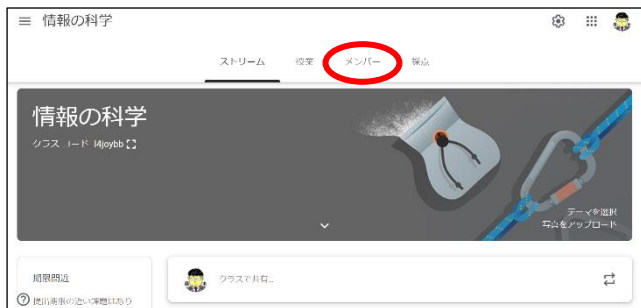 情報の科学
ストリーム 授業 メンバー 採点
情報の科学
クラス コード l4joybb
テーマを選択
写真をアップロード
期限間近
クラスで共有...
提出期限の近い課題はあり